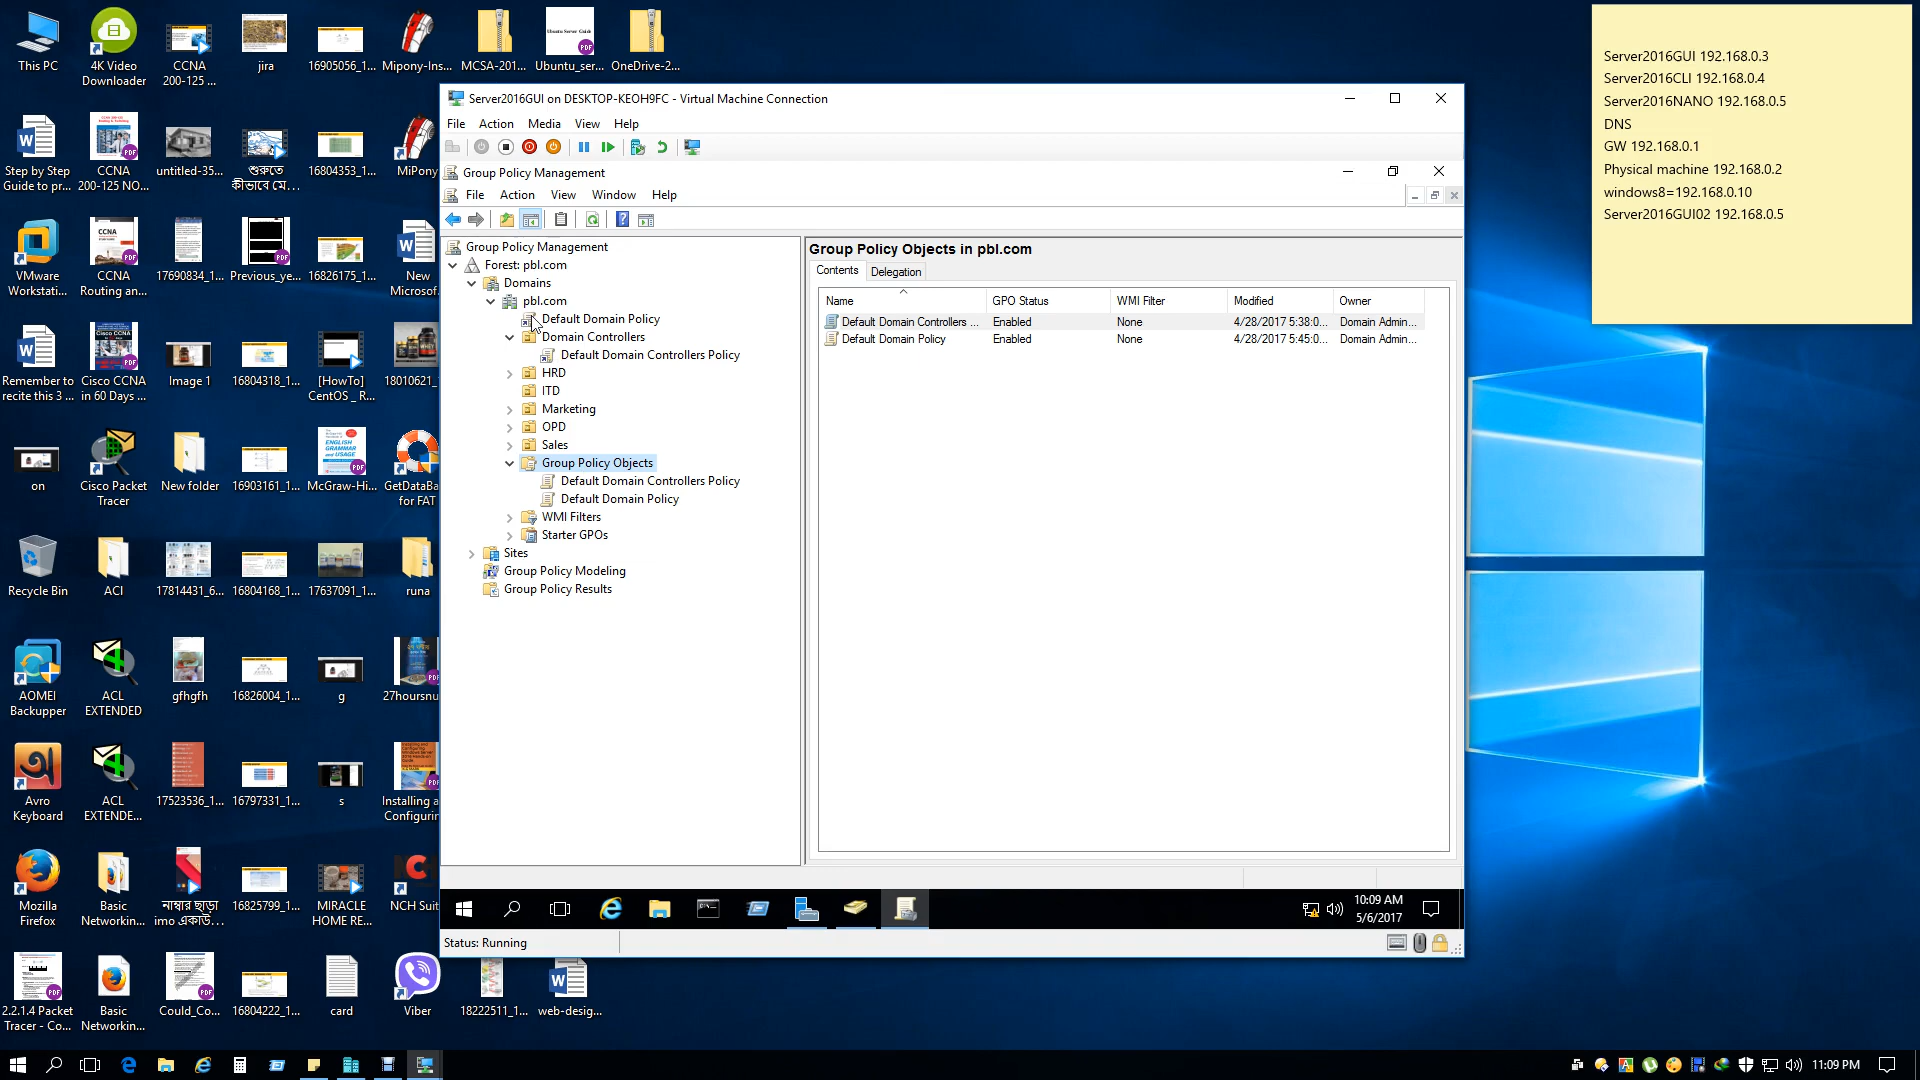 This PC
4K Video
Downloader
CCNA
200-125 ...
jira
16905056_1...
Mipony-Ins...
MCSA-201...
Ubuntu_ser...
OneDrive-2...
Step by Step
Guide to pr...
CCNA
200-125 NO...
untitled-35...
শুরুতে
কীভাবে মে...
16804353_1...
MiPony
VMware
Workstati...
CCNA
Routing an...
17690834_1...
Previous_ye...
16826175_1...
New
Microsof.
Remember to
recite this 3 ...
Cisco CCNA
in 60 Days ...
Image 1
16804318_1...
[HowTo]
CentOS _ R...
18010621_
on
Cisco Packet
Tracer
New folder
16903161_1...
McGraw-Hi...
GetDataBa
for FAT
Recycle Bin
ACI
17814431_6...
16804168_1...
17637091_1...
runa
AOMEI
Backupper
ACL
EXTENDED
gfhgfh
16826004_1...
g
27hoursnu
Avro
Keyboard
ACL
EXTENDE...
17523536_1...
16797331_1...
s
Installing a
Configurin
Mozilla
Firefox
Basic
Networkin...
নাম্বার ছাড়া
imo একাউ...
16825799_1...
MIRACLE
HOME RE...
NCH Suit
2.2.1.4 Packet
Tracer - Co...
Basic
Networkin...
Could_Co...
16804222_1...
card
Viber
18222511_1...
web-desig...
Server2016GUI on DESKTOP-KEOH9FC - Virtual Machine Connection
File Action Media View Help
Group Policy Management
File Action View Window Help
Group Policy Management
Forest: pbl.com
Domains
pbl.com
Default Domain Policy
Domain Controllers
Default Domain Controllers Policy
HRD
ITD
Marketing
OPD
Sales
Group Policy Objects
Default Domain Controllers Policy
Default Domain Policy
WMI Filters
Starter GPOs
Sites
Group Policy Modeling
Group Policy Results
Group Policy Objects in pbl.com
Contents Delegation
Name GPO Status WMI Filter Modified Owner
Default Domain Controllers ... Enabled None 4/28/2017 5:38:0... Domain Admin...
Default Domain Policy Enabled None 4/28/2017 5:45:0... Domain Admin...
10:09 AM
5/6/2017
Status: Running
Server2016GUI 192.168.0.3
Server2016CLI 192.168.0.4
Server2016NANO 192.168.0.5
DNS
GW 192.168.0.1
Physical machine 192.168.0.2
windows8=192.168.0.10
Server2016GUI02 192.168.0.5
11:09 PM